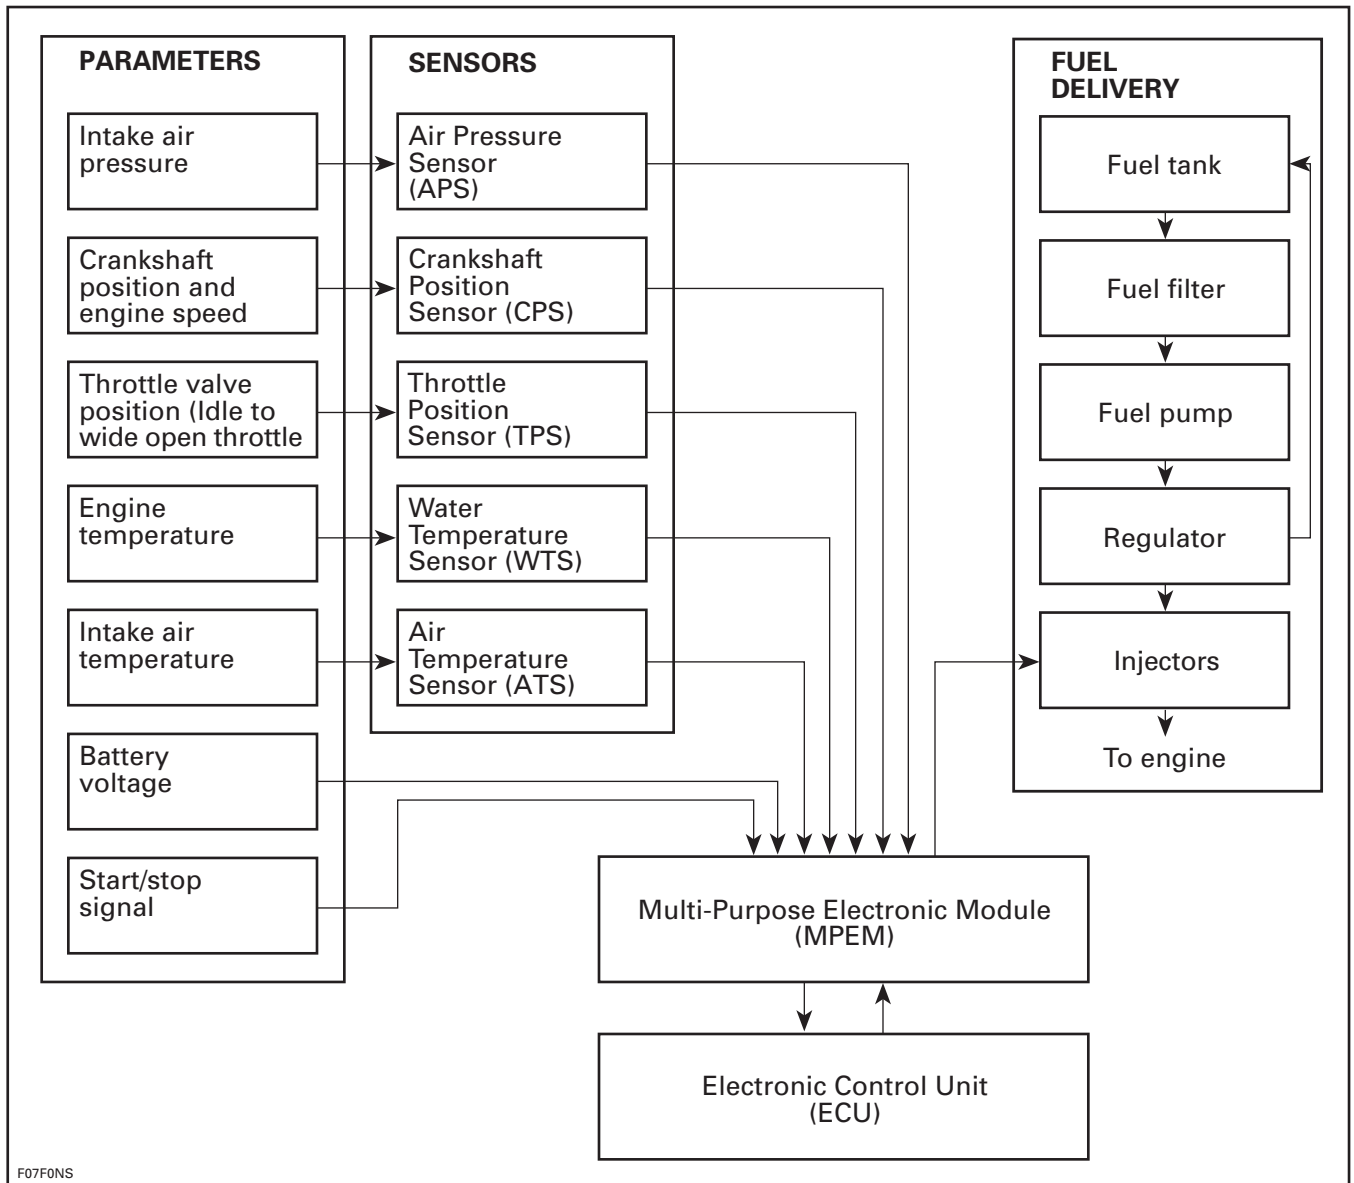 PARAMETERS
Intake air
pressure
Crankshaft
position and
engine speed
Throttle valve
position (Idle to
wide open throttle
Engine
temperature
Intake air
temperature
Battery
voltage
Start/stop
signal
SENSORS
Air Pressure
Sensor
(APS)
Crankshaft
Position
Sensor (CPS)
Throttle
Position
Sensor (TPS)
Water
Temperature
Sensor (WTS)
Air
Temperature
Sensor (ATS)
FUEL
DELIVERY
Fuel tank
Fuel filter
Fuel pump
Regulator
Injectors
To engine
Multi-Purpose Electronic Module
(MPEM)
Electronic Control Unit
(ECU)
F07F0NS